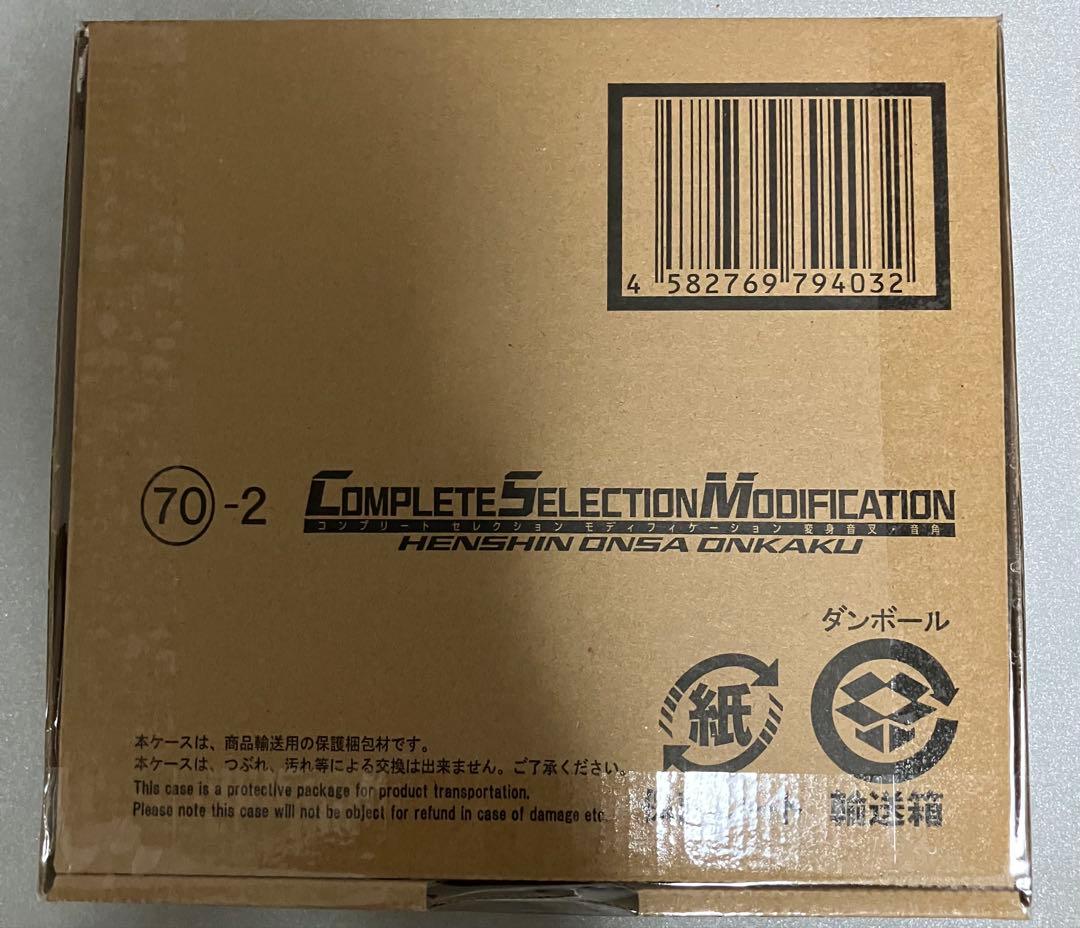 4 582769 794032
70-2 COMPLETE SELECTION MODIFICATION
コンプリート セレクション モディフィケーション 変身音叉・音角
HENSHIN ONSA ONKAKU
ダンボール
紙
本ケースは、商品輸送用の保護梱包材です。
本ケースは、つぶれ、汚れ等による交換は出来ません。ご了承ください。
This case is a protective package for product transportation.
Please note this case will not be object for refund in case of damage etc.
輸送箱